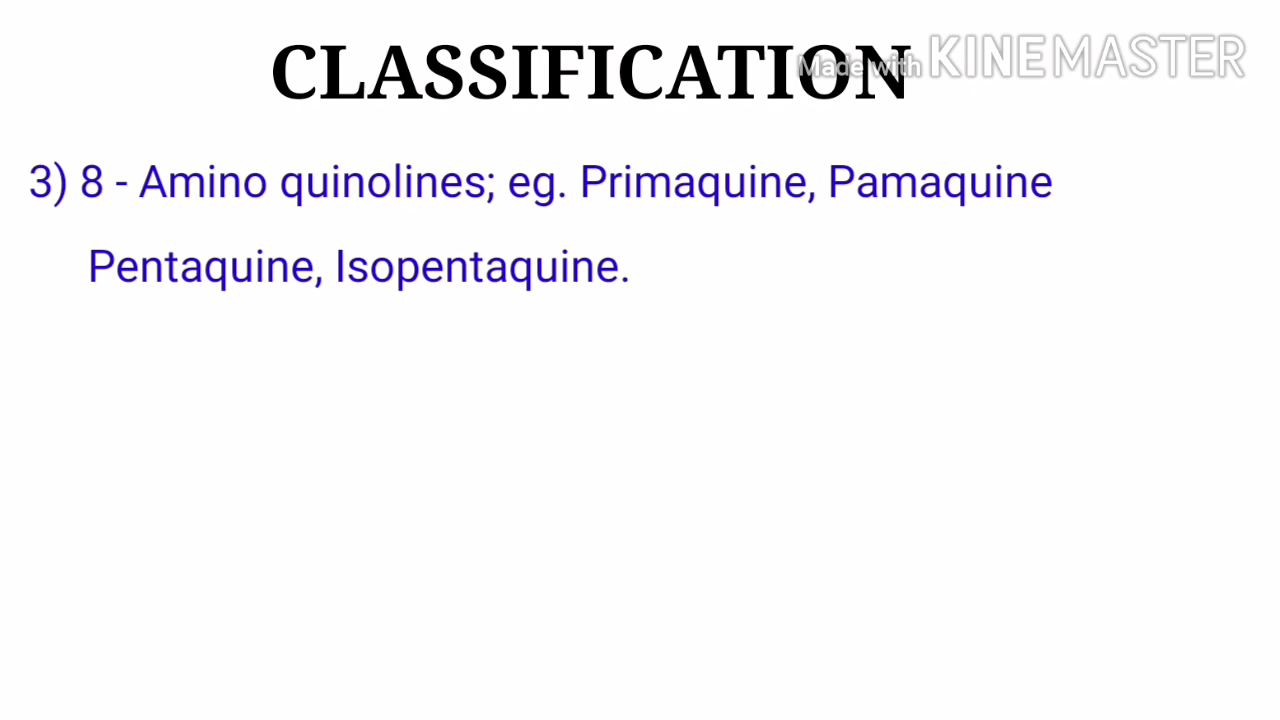 CLASSIFICATION
Made with KINEMASTER
3) 8 - Amino quinolines; eg. Primaquine, Pamaquine
Pentaquine, Isopentaquine.